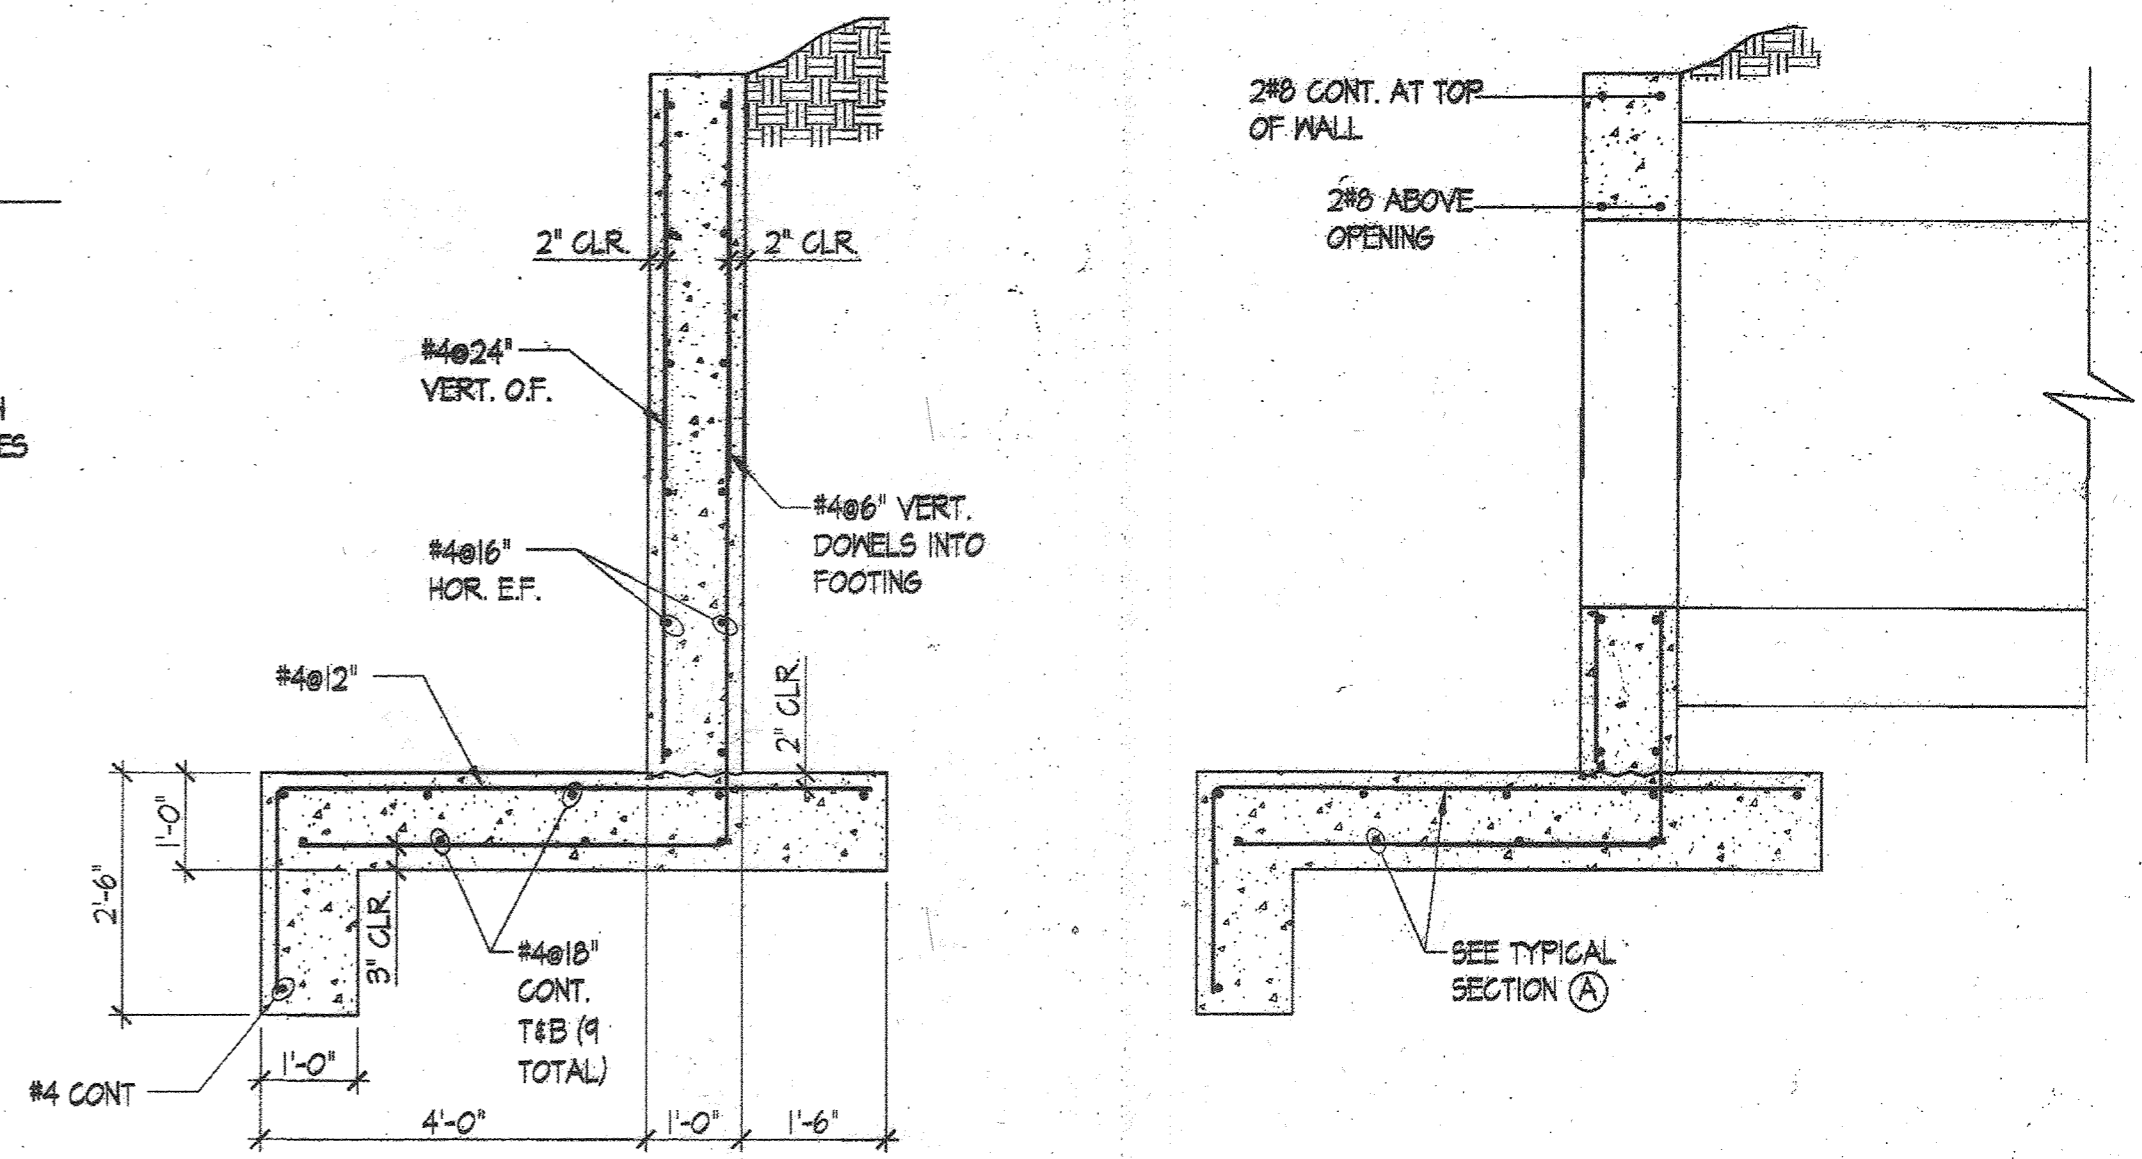 ES
2" CLR.
2" CLR.
#4@24"
VERT. O.F.
#4@6" VERT.
DOWELS INTO
FOOTING
#4@16"
HOR. E.F.
#4@12"
2" CLR.
1'-0"
2'-6"
3" CLR.
#4@18"
CONT.
T&B (9
TOTAL)
1'-0"
#4 CONT
4'-0"
1'-0"
1'-6"
2#8 CONT. AT TOP
OF WALL
2#8 ABOVE
OPENING
SEE TYPICAL
SECTION A